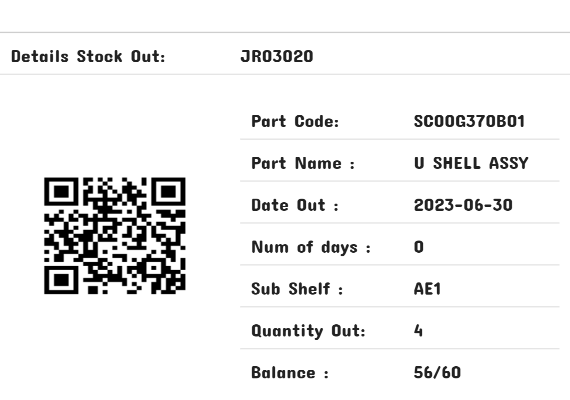 Details Stock Out: JR03020
Part Code: SC00G370B01
Part Name : U SHELL ASSY
Date Out : 2023-06-30
Num of days : 0
Sub Shelf : AE1
Quantity Out: 4
Balance : 56/60